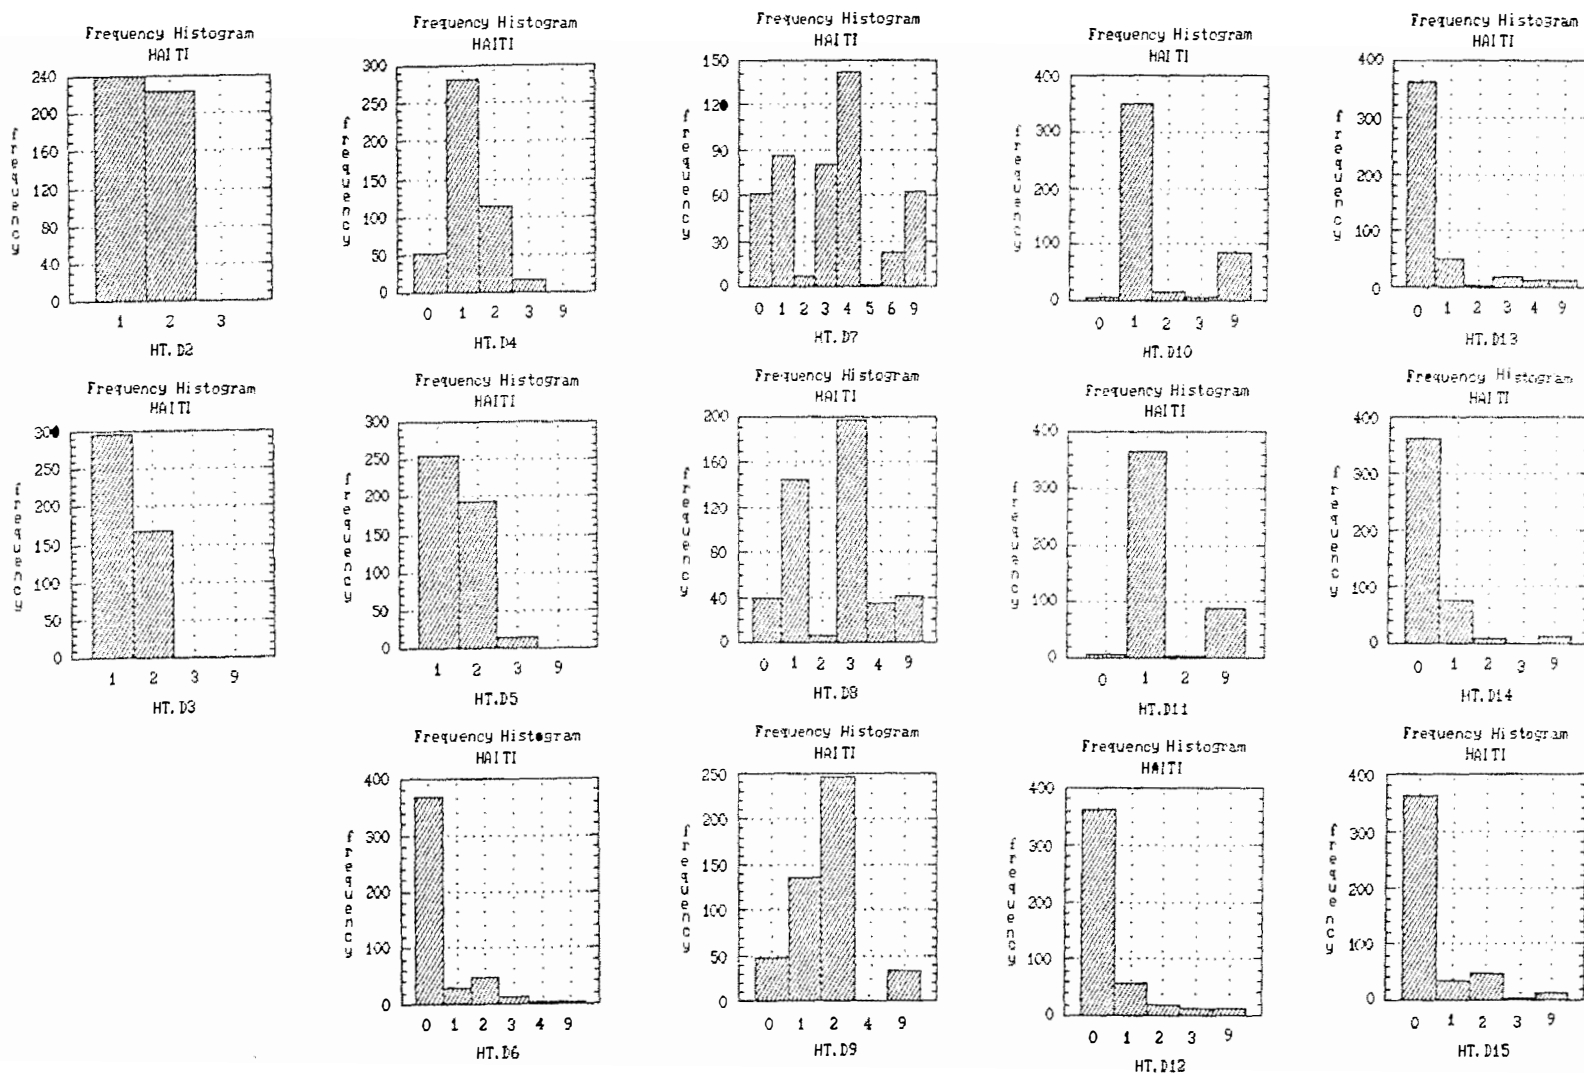 Frequency Histogram
HAITI
frequency
240
200
160
120
80
40
0
1 2 3
HT.D2
Frequency Histogram
HAITI
frequency
300
250
200
150
100
50
0
0 1 2 3 9
HT.D4
Frequency Histogram
HAITI
frequency
150
120
90
60
30
0
0 1 2 3 4 5 6 9
HT.D7
Frequency Histogram
HAITI
frequency
400
300
200
100
0
0 1 2 3 9
HT.D10
Frequency Histogram
HAITI
frequency
400
300
200
100
0
0 1 2 3 4 9
HT.D13
Frequency Histogram
HAITI
frequency
300
250
200
150
100
50
0
1 2 3 9
HT.D3
Frequency Histogram
HAITI
frequency
300
250
200
150
100
50
0
1 2 3 9
HT.D5
Frequency Histogram
HAITI
frequency
200
160
120
80
40
0
0 1 2 3 4 9
HT.D8
Frequency Histogram
HAITI
frequency
400
300
200
100
0
0 1 2 9
HT.D11
Frequency Histogram
HAITI
frequency
400
300
200
100
0
0 1 2 3 9
HT.D14
Frequency Histogram
HAITI
frequency
400
300
200
100
0
0 1 2 3 4 9
HT.D6
Frequency Histogram
HAITI
frequency
250
200
150
100
50
0
0 1 2 4 9
HT.D9
Frequency Histogram
HAITI
frequency
400
300
200
100
0
0 1 2 3 9
HT.D12
Frequency Histogram
HAITI
frequency
400
300
200
100
0
0 1 2 3 9
HT.D15